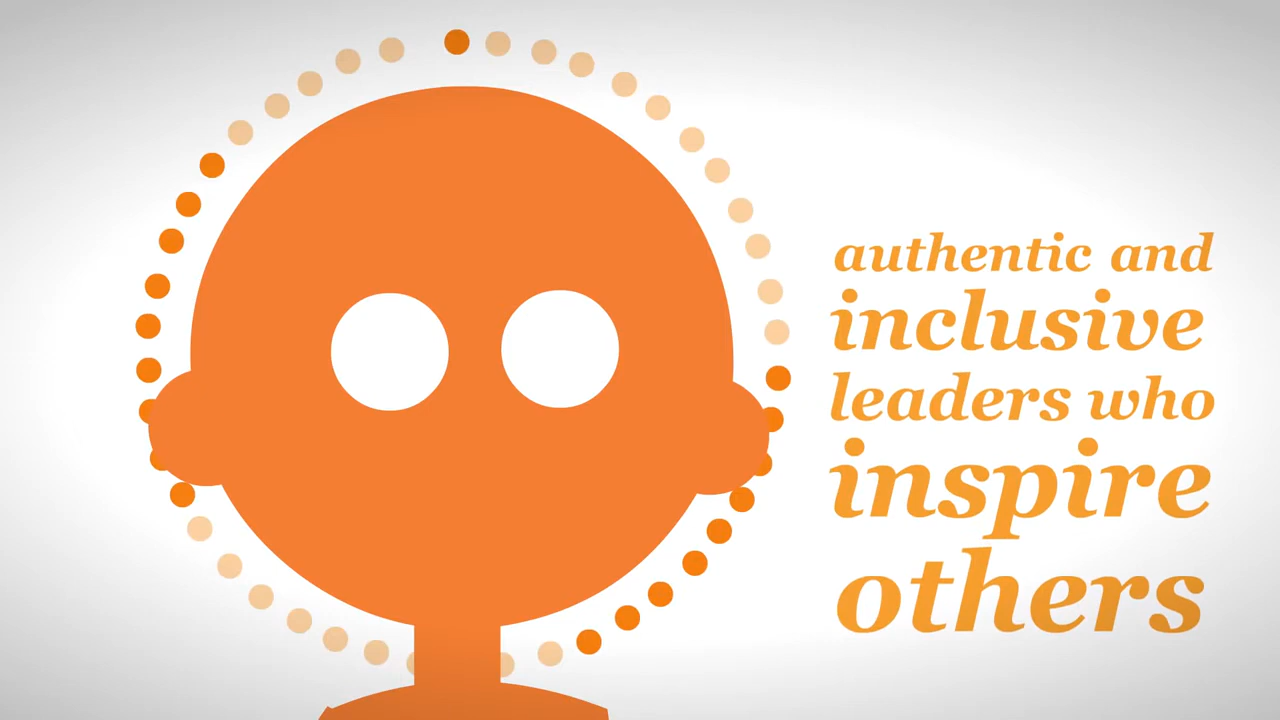 authentic and
inclusive
leaders who
inspire
others